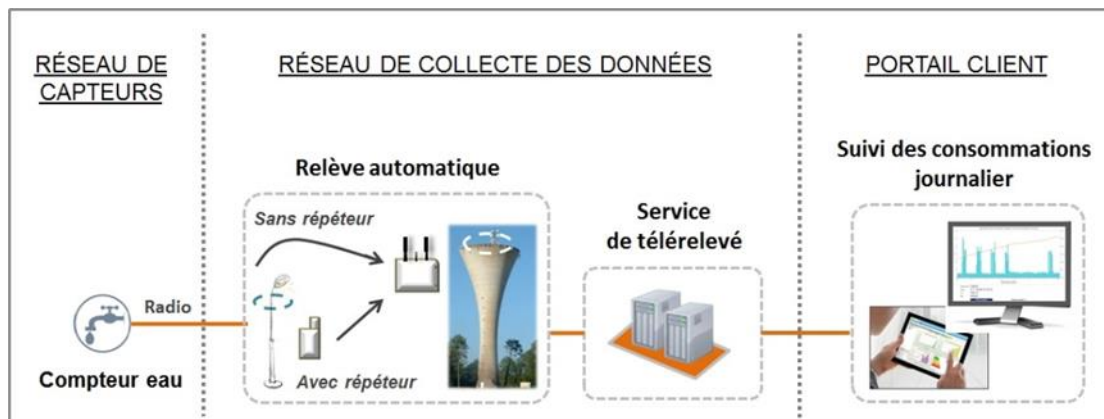 RÉSEAU DE
CAPTEURS
RÉSEAU DE COLLECTE DES DONNÉES
PORTAIL CLIENT
Relève automatique
Suivi des consommations
journalier
Sans répéteur
Service
de télérelevé
Radio
Avec répéteur
Compteur eau